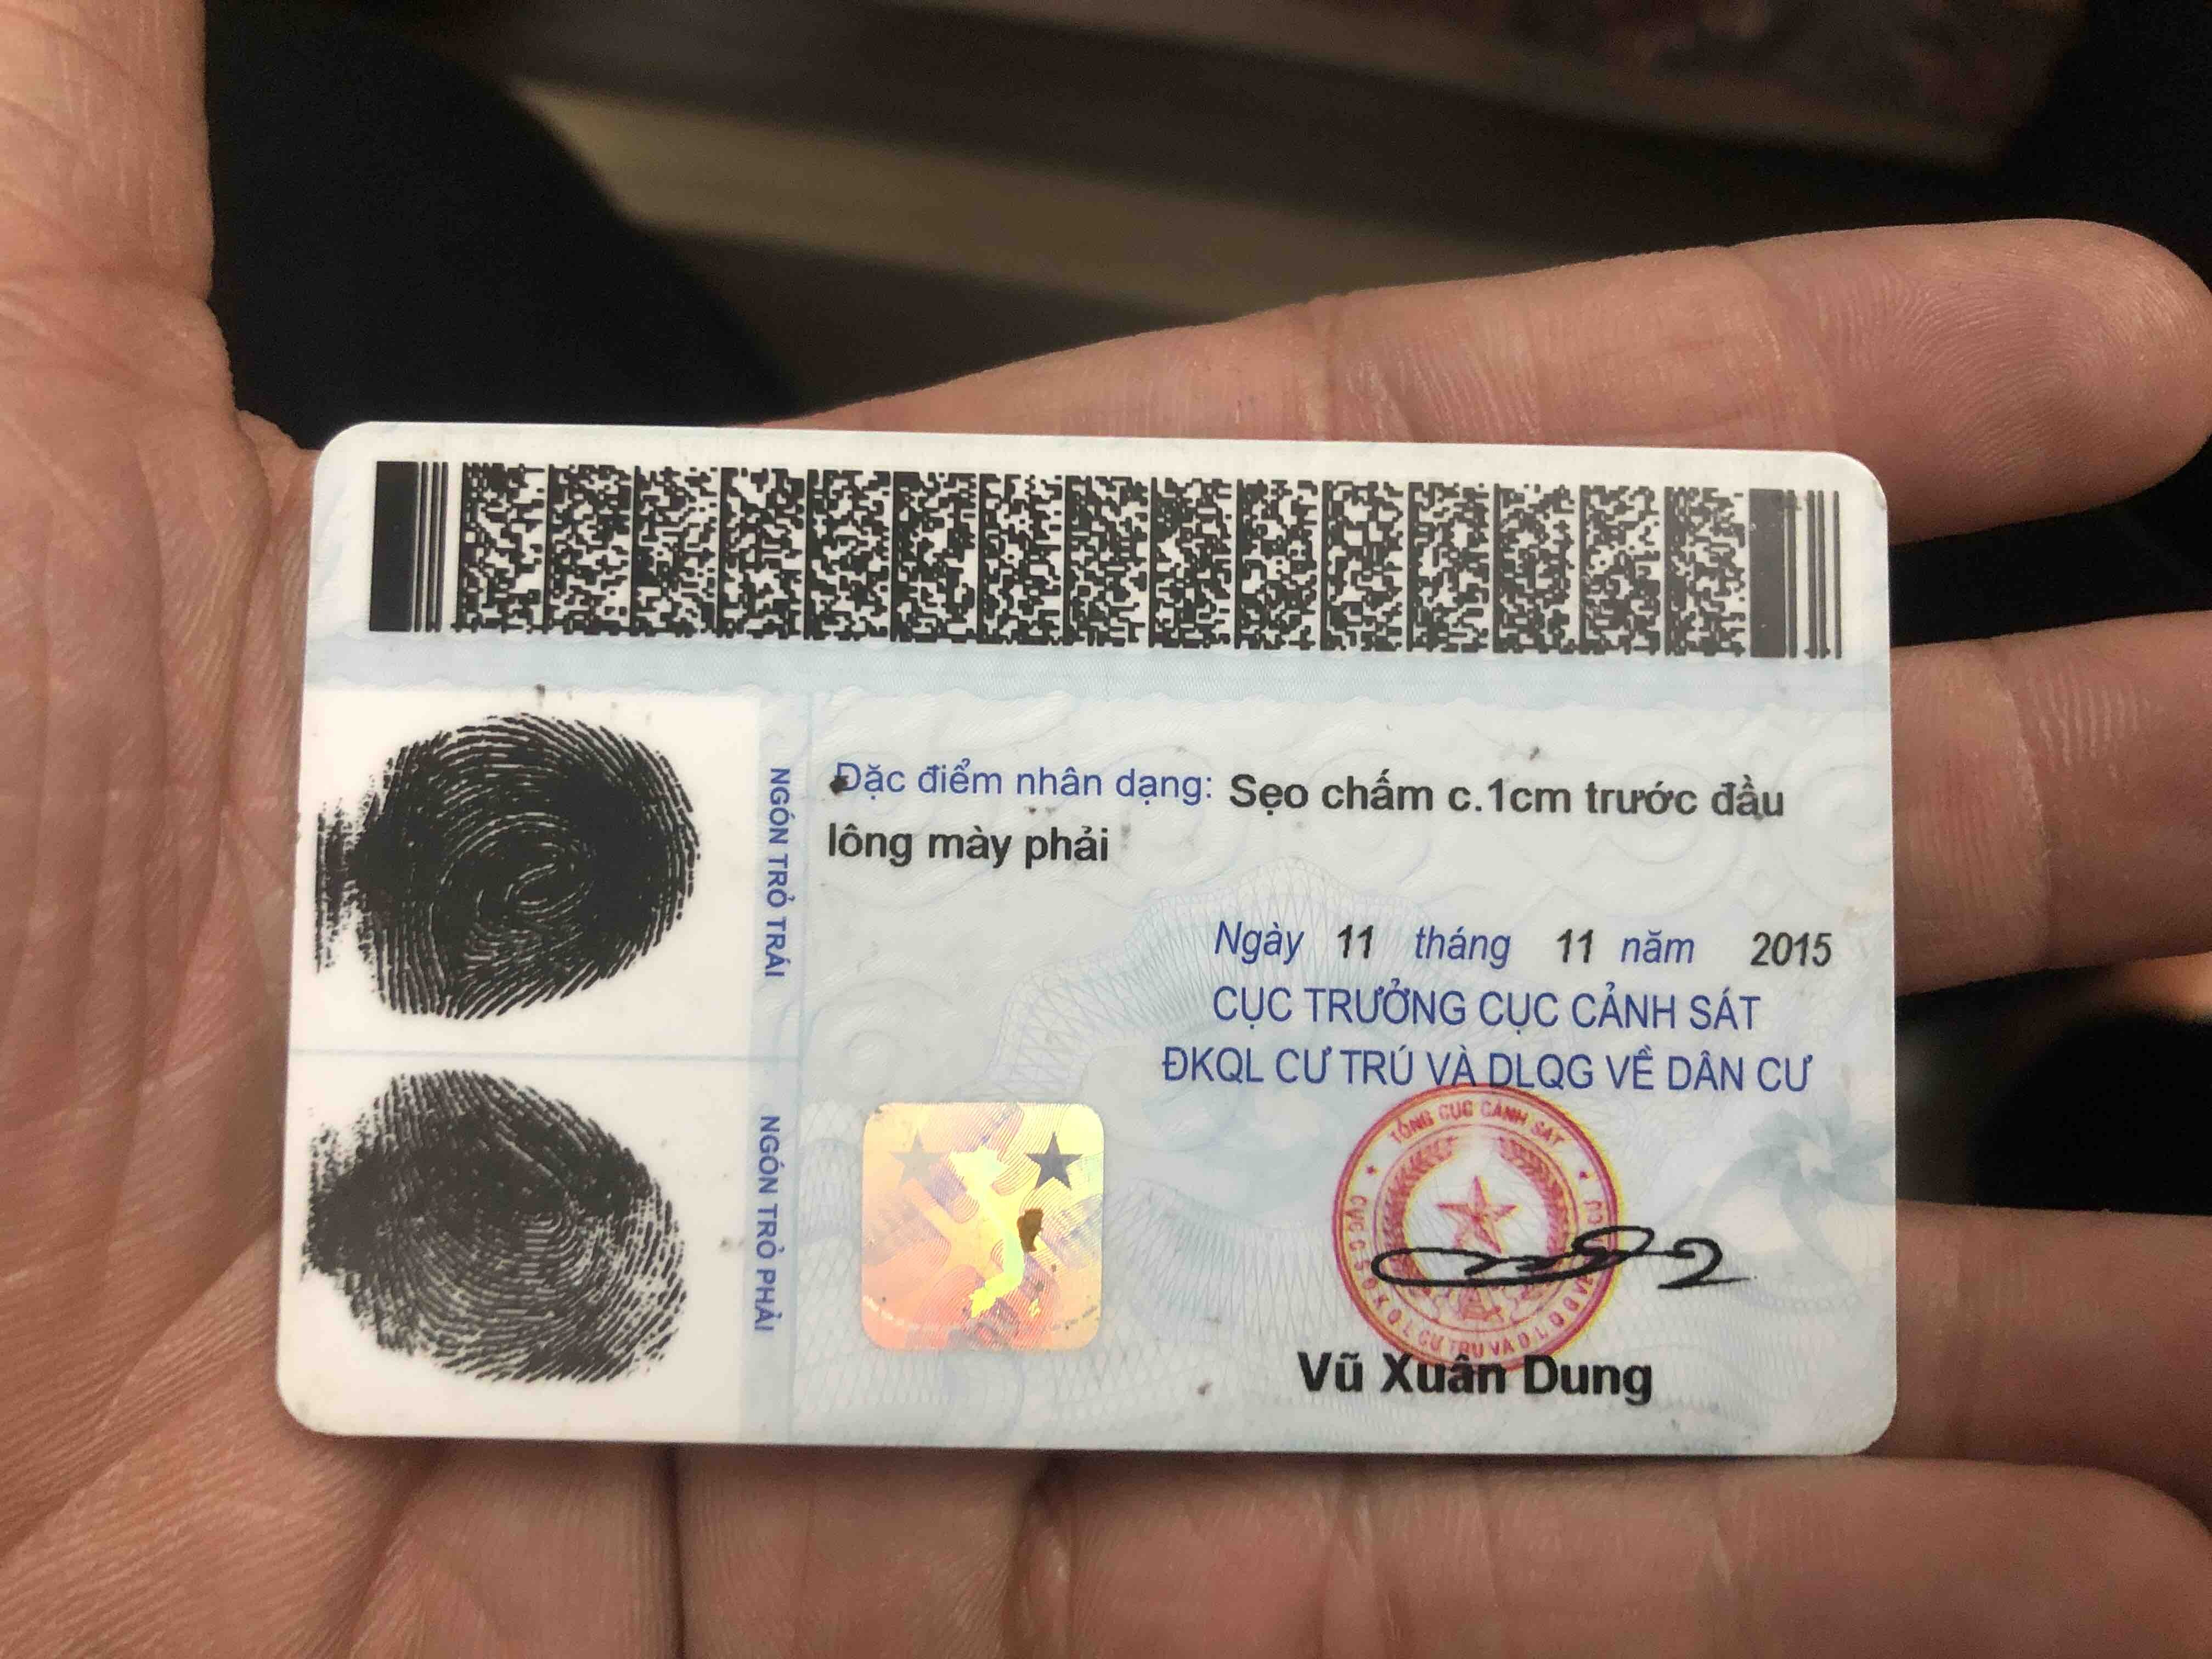 NGÓN TRỎ TRÁI
NGÓN TRỎ PHẢI
Đặc điểm nhân dạng: Sẹo chấm c.1cm trước đầu
lông mày phải
Ngày 11 tháng 11 năm 2015
CỤC TRƯỞNG CỤC CẢNH SÁT
ĐKQL CƯ TRÚ VÀ DLQG VỀ DÂN CƯ
TỔNG CỤC CẢNH SÁT
Vũ Xuân Dung